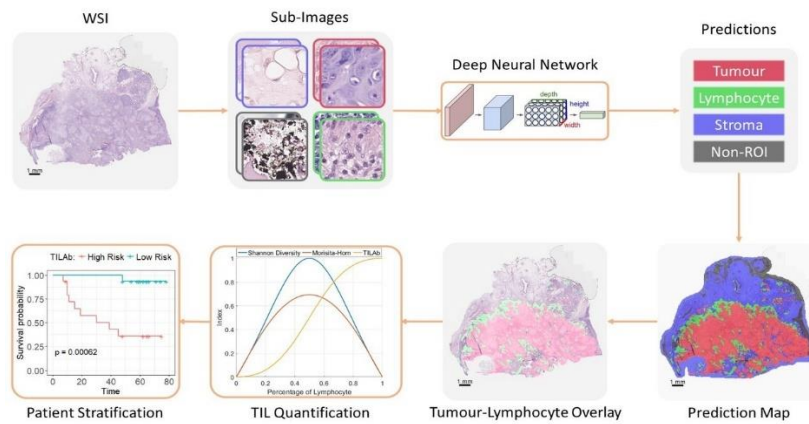 WSI
Sub-Images
Deep Neural Network
Predictions
1 mm
depth
height
width
Tumour
Lymphocyte
Stroma
Non-ROI
TILAb: High Risk Low Risk
Survival probability
1.00
0.75
0.50
0.25
0.00
p = 0.00062
0 20 40 60 80
Time
Patient Stratification
Shannon Diversity Morisita-Horn TILAb
Index
1
0.8
0.6
0.4
0.2
0
0 0.2 0.4 0.6 0.8 1
Percentage of Lymphocyte
TIL Quantification
1 mm
Tumour-Lymphocyte Overlay
1 mm
Prediction Map